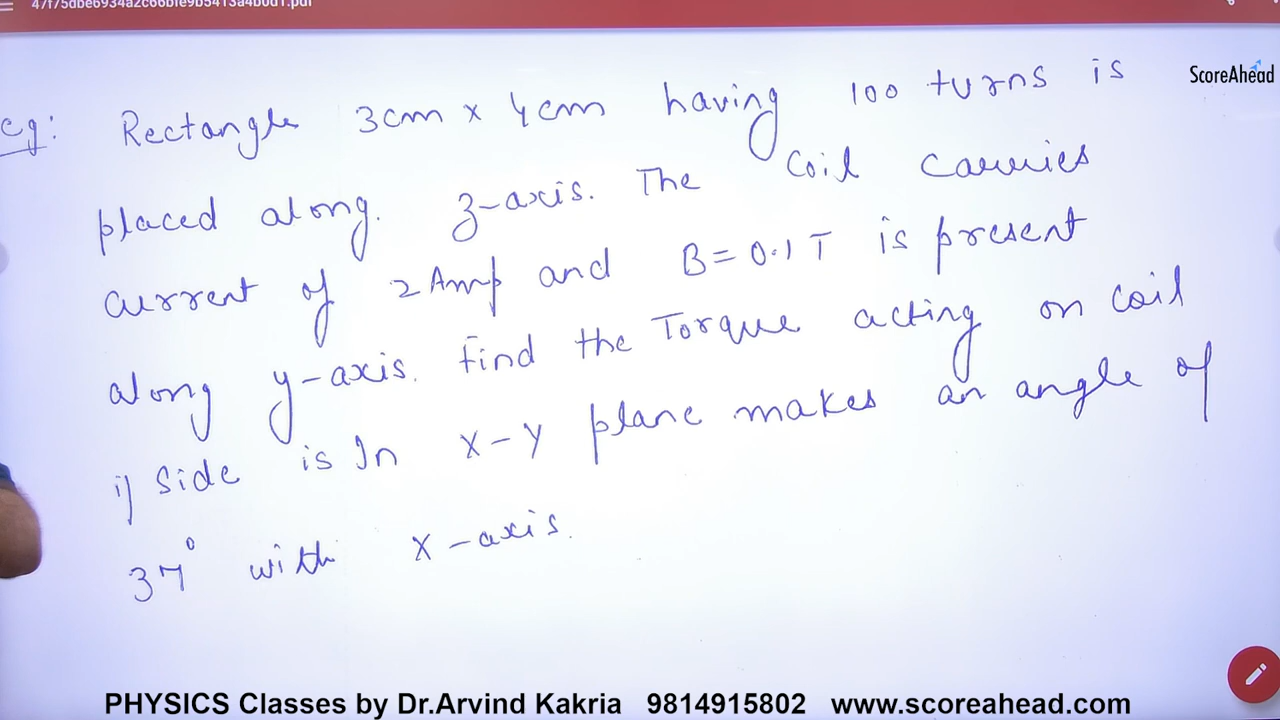 47f75dbe6934a2c66bfe9b5413a4b0d1.pdf
ScoreAhead
eg: Rectangle 3cm x 4cm having 100 turns is
placed along. z-axis. The coil carries
current of 2 Amp and B = 0.1 T is present
along y-axis. find the Torque acting on coil
if side is In X-Y plane makes an angle of
37° with X-axis.
PHYSICS Classes by Dr.Arvind Kakria 9814915802 www.scoreahead.com